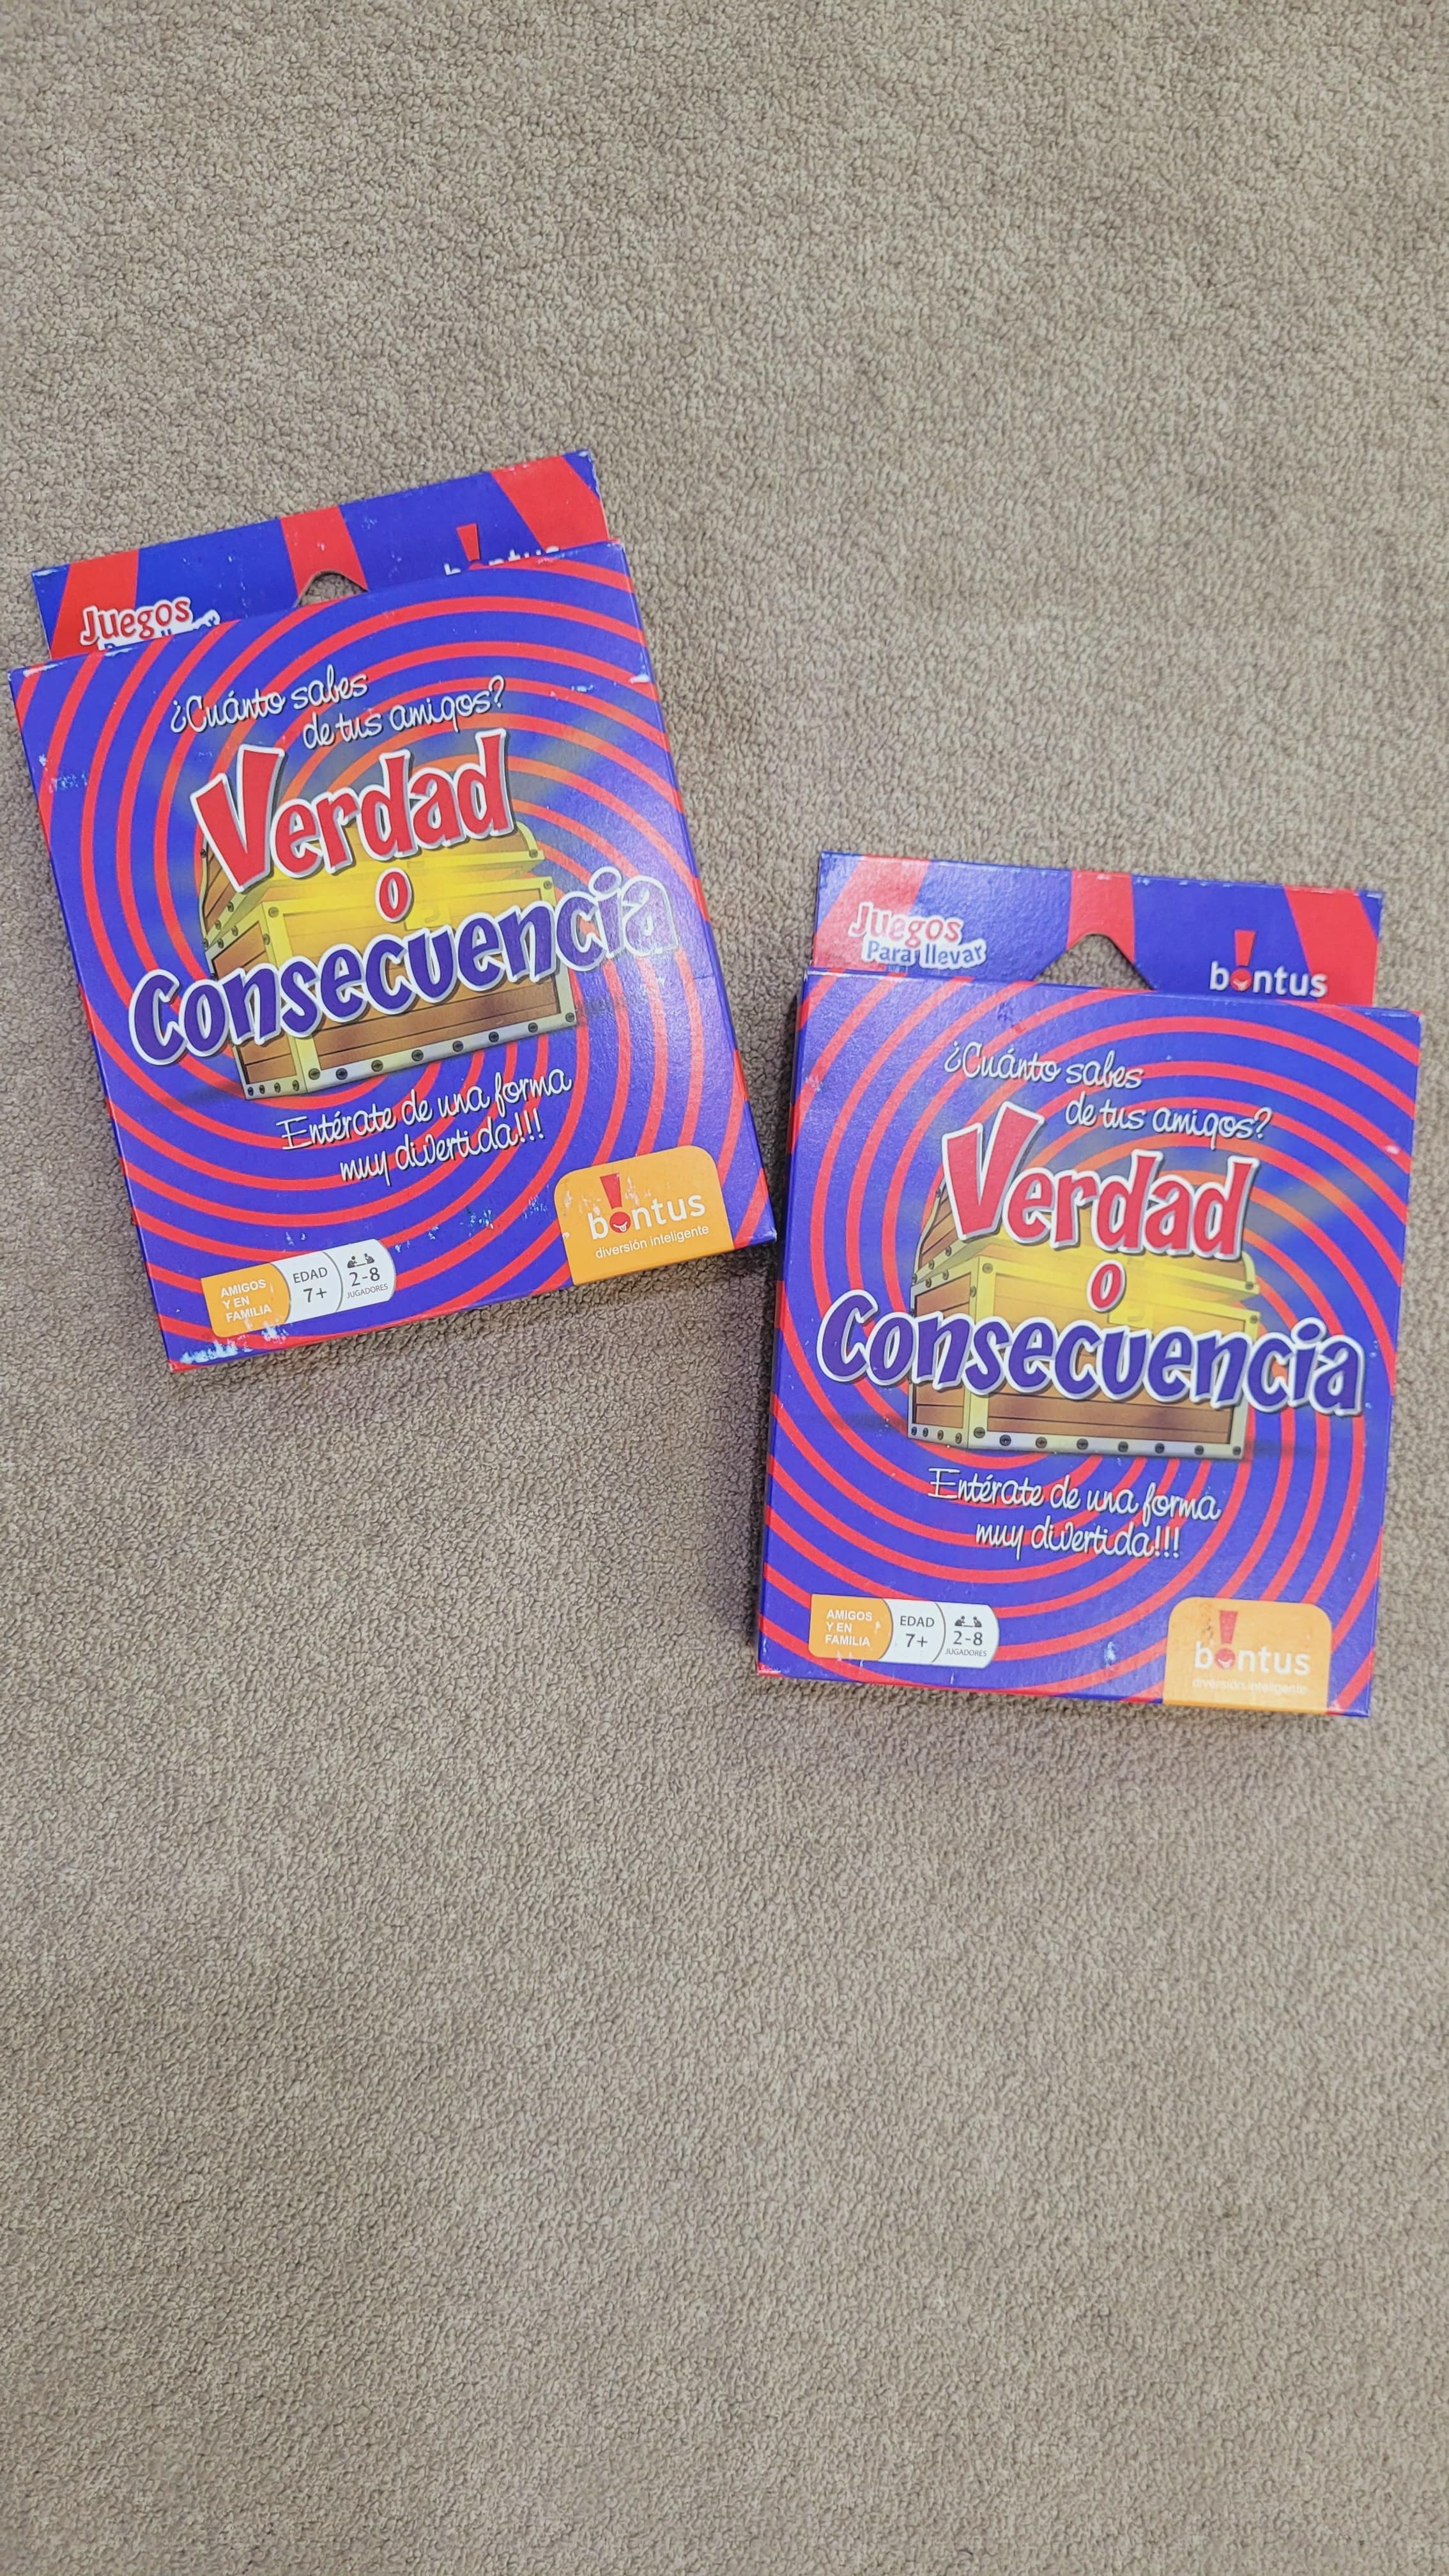 Juegos
¿Cuánto sabes
de tus amigos?
Verdad
o
Consecuencia
Entérate de una forma
muy divertida!!!
AMIGOS
Y EN
FAMILIA
EDAD
7+
2-8
JUGADORES
bontus
diversión inteligente
Juegos
Para llevar
bontus
¿Cuánto sabes
de tus amigos?
Verdad
o
Consecuencia
Entérate de una forma
muy divertida!!!
AMIGOS
Y EN
FAMILIA
EDAD
7+
2-8
JUGADORES
bontus
diversión inteligente